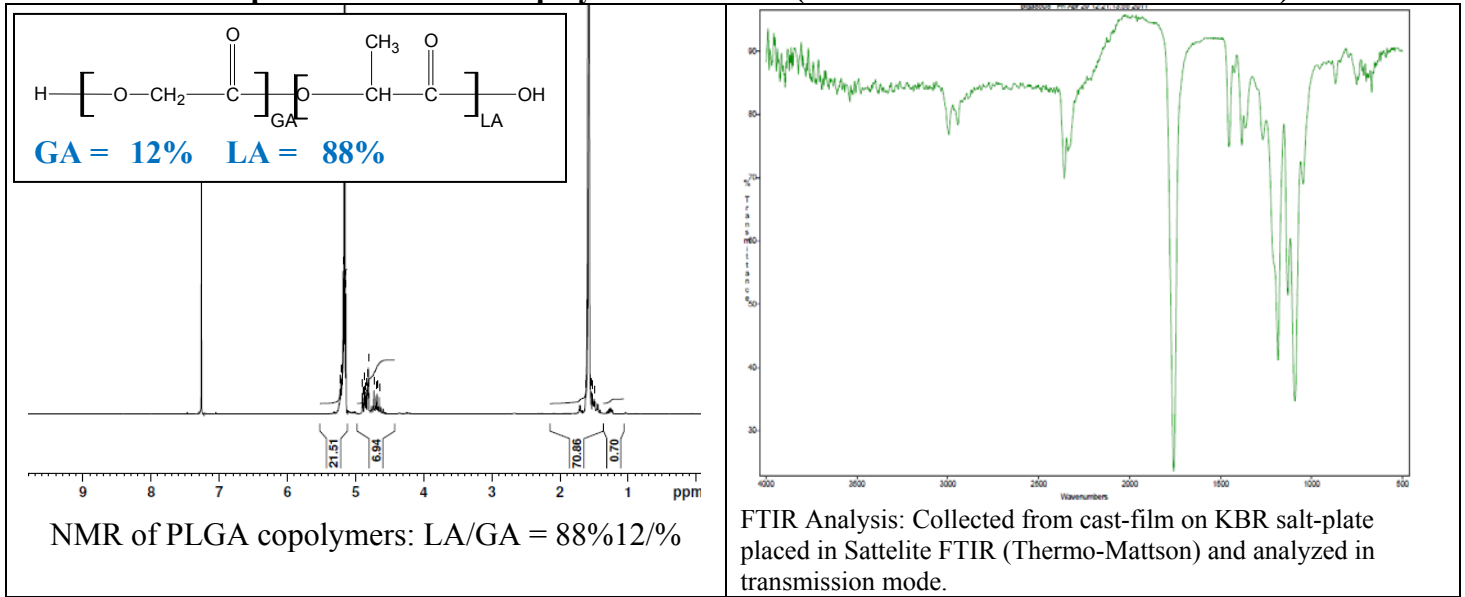 O
CH3
O
H
O
CH2
C
O
CH
C
OH
GA
LA
GA = 12% LA = 88%
21.51
6.94
70.86
0.70
9 8 7 6 5 4 3 2 1 ppm
NMR of PLGA copolymers: LA/GA = 88%12/%
90
80
70
60
50
40
30
% Transmittance
4000 3500 3000 2500 2000 1500 1000 500
Wavenumbers
FTIR Analysis: Collected from cast-film on KBR salt-plate
placed in Sattelite FTIR (Thermo-Mattson) and analyzed in
transmission mode.